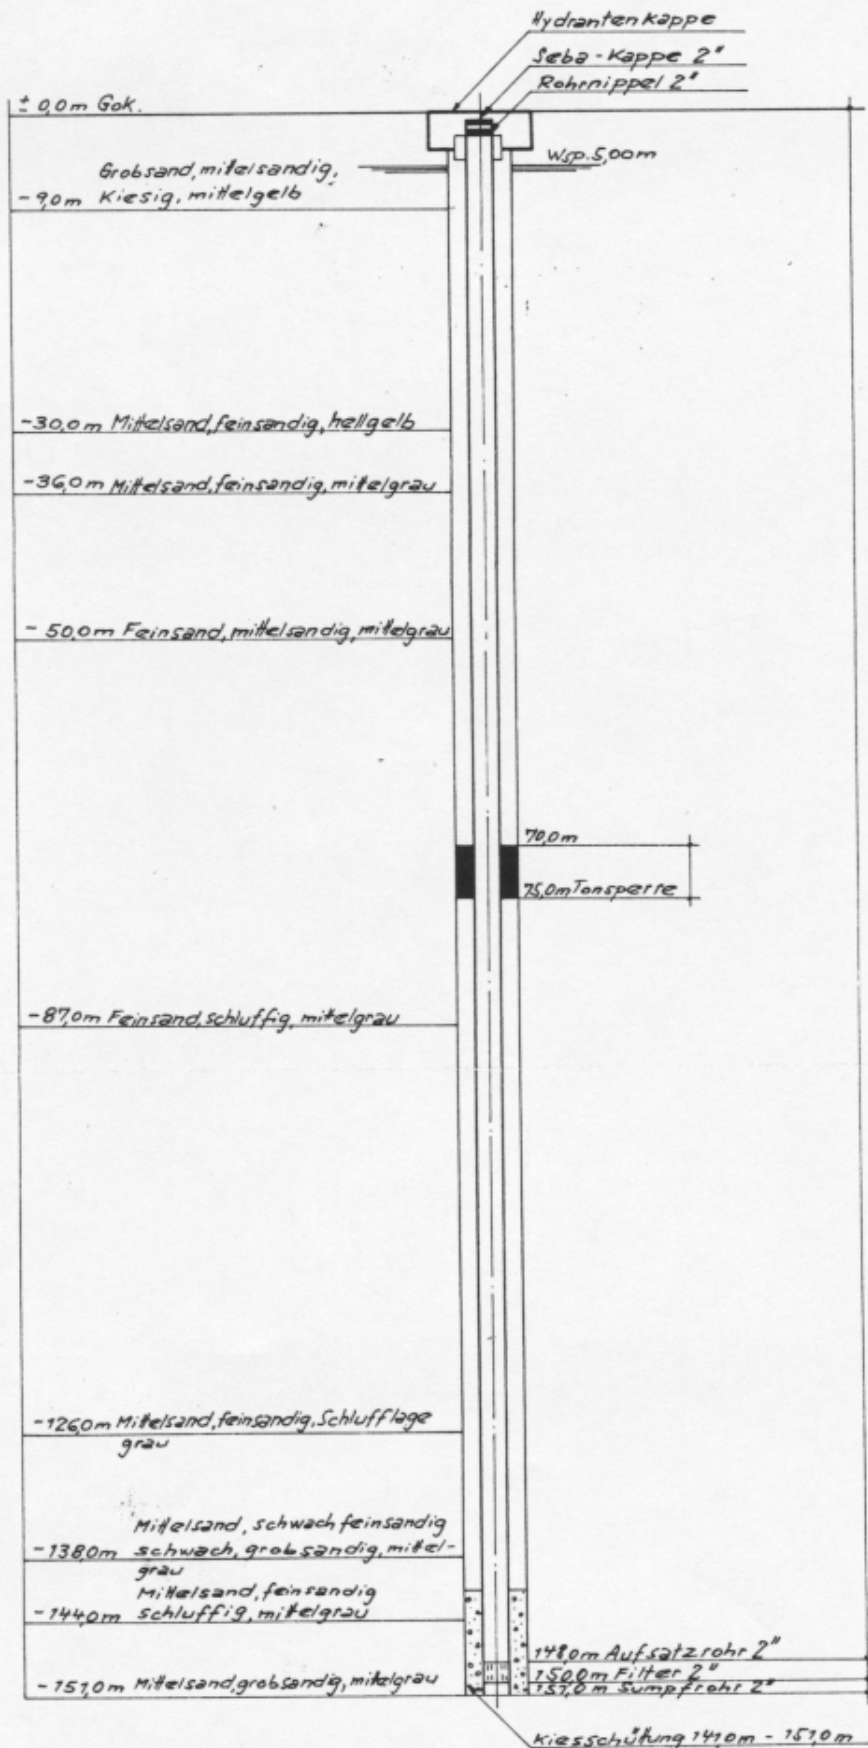 Hydrantenkappe
Seba-Kappe 2"
Rohrnippel 2"
± 0,0m Gok.
Wsp. 5,00m
Grobsand, mittelsandig,
-9,0m Kiesig, mittelgelb
-30,0m Mittelsand, feinsandig, hellgelb
-36,0m Mittelsand, feinsandig, mittelgrau
-50,0m Feinsand, mittelsandig, mittelgrau
70,0m
75,0m Tonsperre
-87,0m Feinsand, schluffig, mittelgrau
-126,0m Mittelsand, feinsandig, Schlufflage
grau
Mittelsand, schwach feinsandig
-138,0m schwach, grobsandig, mittel-
grau
Mittelsand, feinsandig
-144,0m schluffig, mittelgrau
148,0m Aufsatzrohr 2"
150,0m Filter 2"
-151,0m Mittelsand, grobsandig, mittelgrau
151,0m Sumpfrohr 2"
Kiesschüttung 141,0m - 151,0m